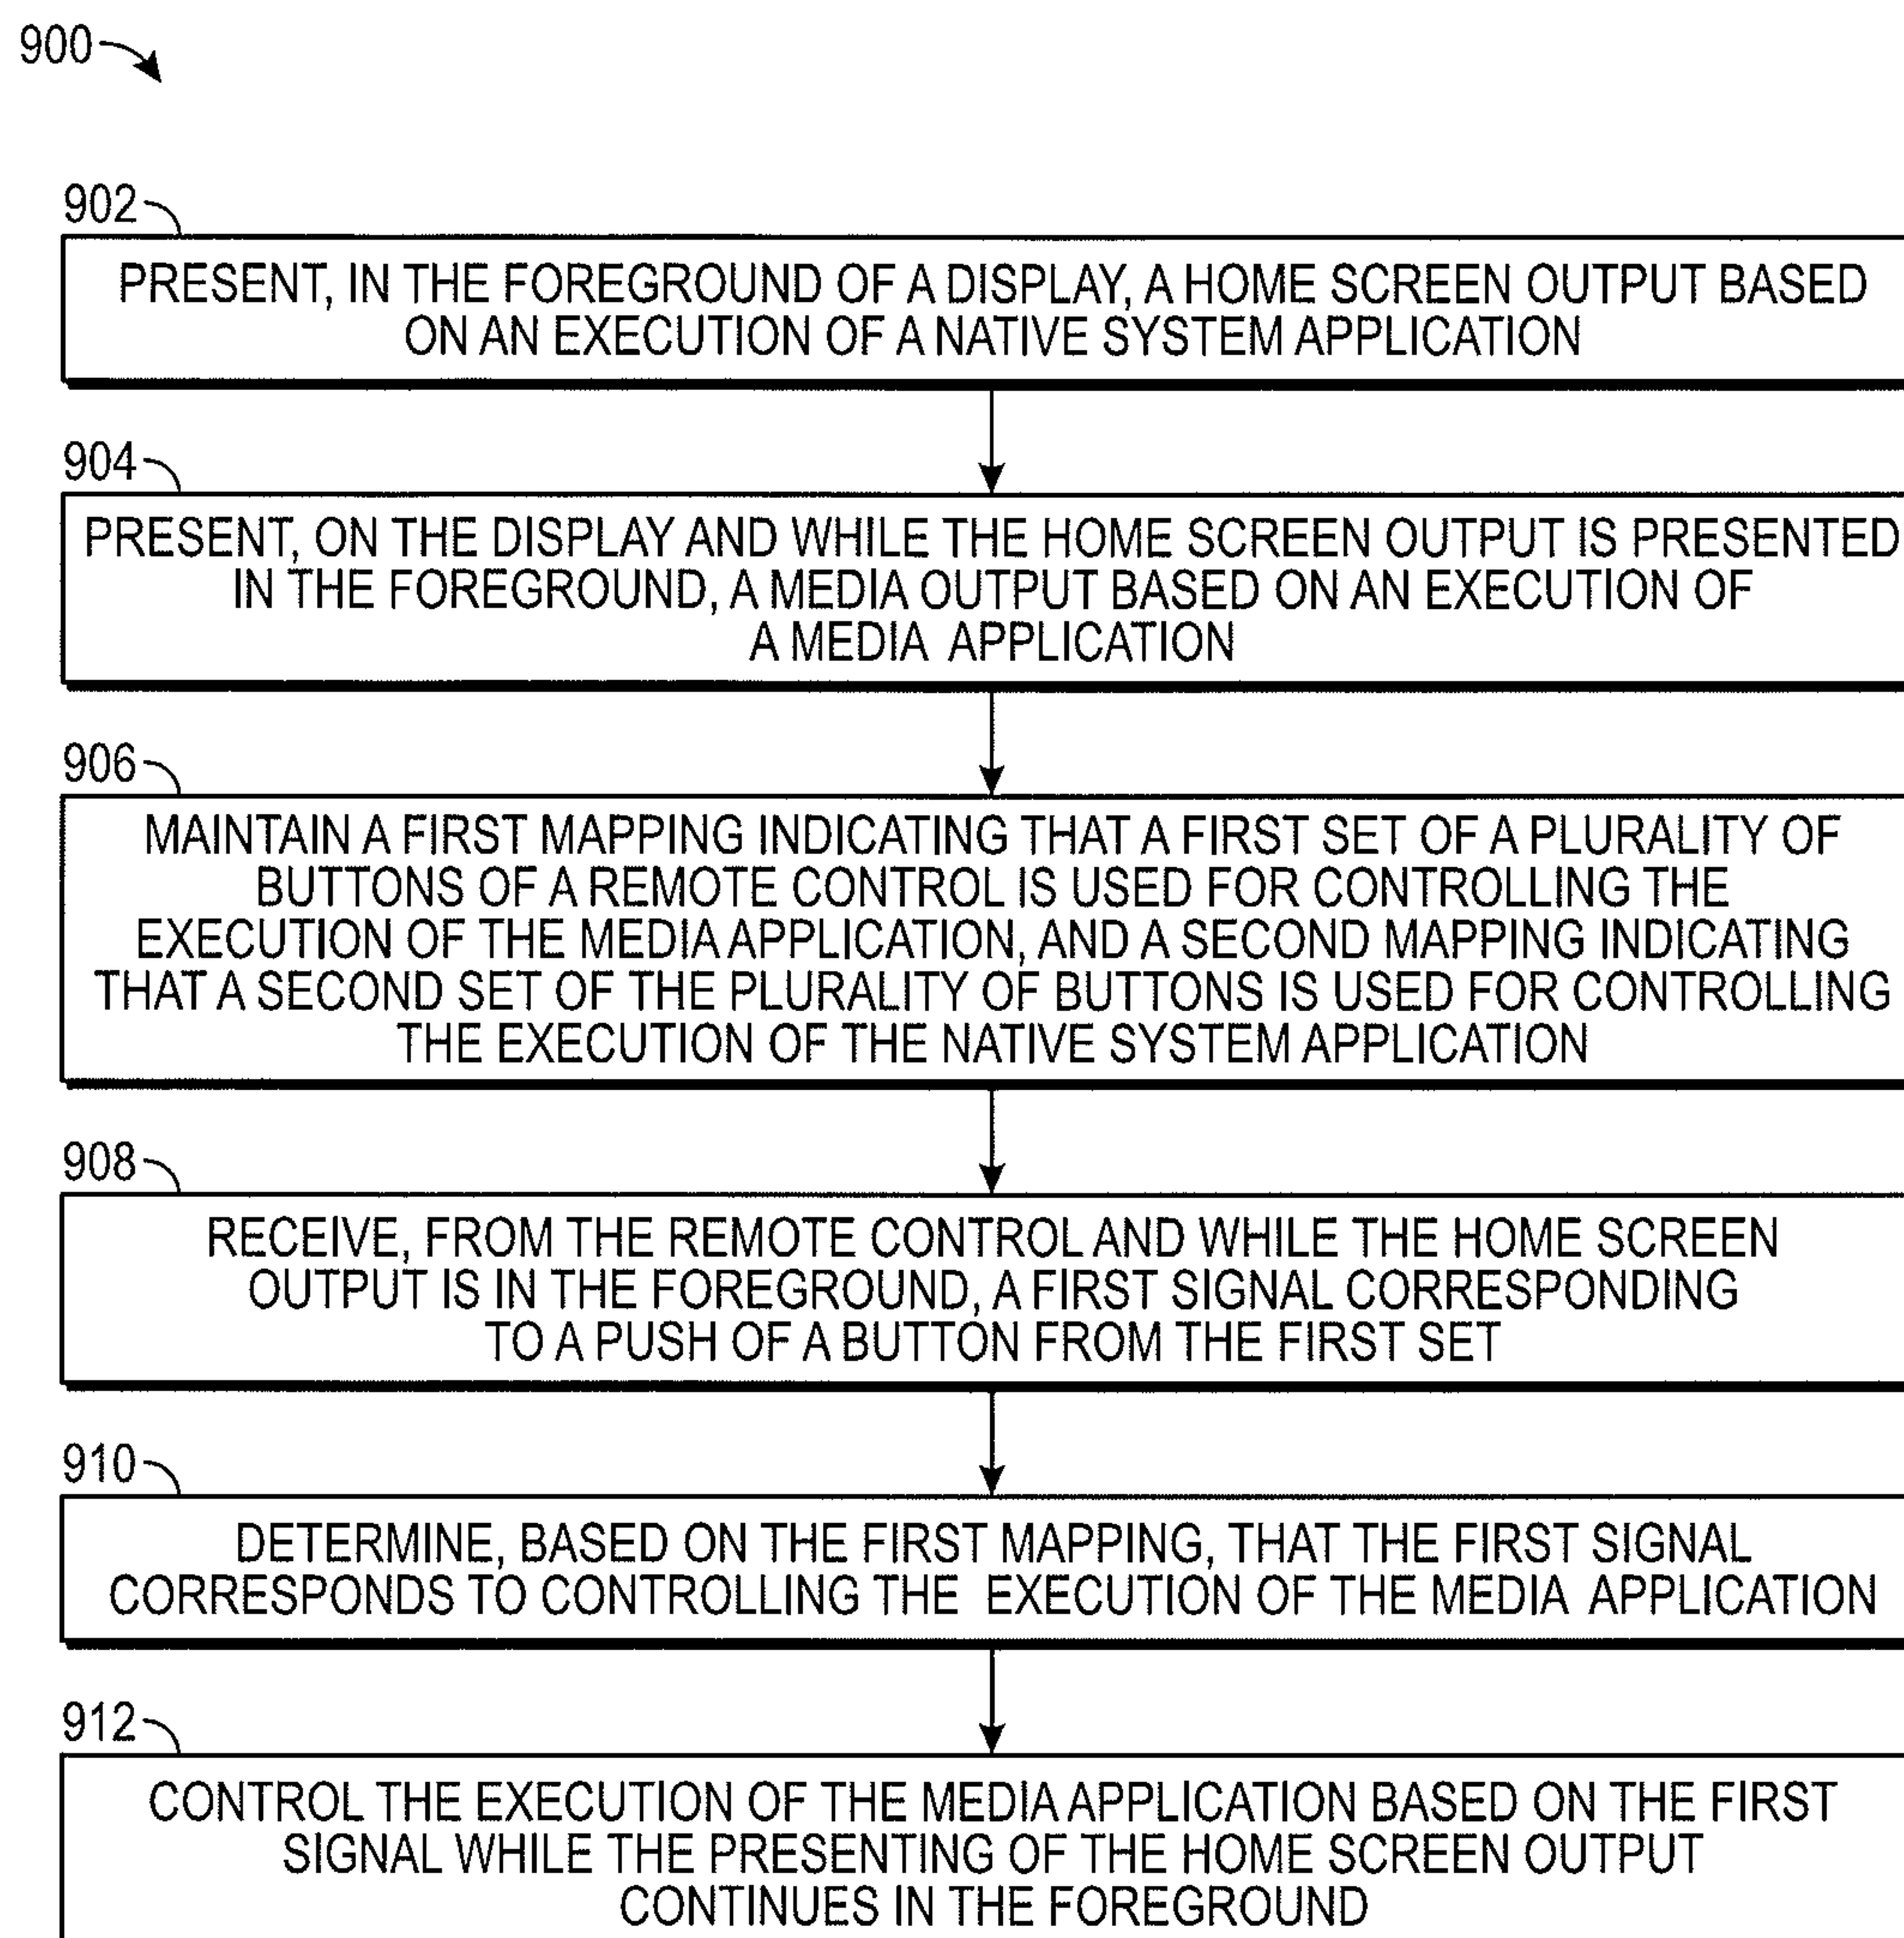 900
902
PRESENT, IN THE FOREGROUND OF A DISPLAY, A HOME SCREEN OUTPUT BASED
ON AN EXECUTION OF A NATIVE SYSTEM APPLICATION
904
PRESENT, ON THE DISPLAY AND WHILE THE HOME SCREEN OUTPUT IS PRESENTED
IN THE FOREGROUND, A MEDIA OUTPUT BASED ON AN EXECUTION OF
A MEDIA APPLICATION
906
MAINTAIN A FIRST MAPPING INDICATING THAT A FIRST SET OF A PLURALITY OF
BUTTONS OF A REMOTE CONTROL IS USED FOR CONTROLLING THE
EXECUTION OF THE MEDIA APPLICATION, AND A SECOND MAPPING INDICATING
THAT A SECOND SET OF THE PLURALITY OF BUTTONS IS USED FOR CONTROLLING
THE EXECUTION OF THE NATIVE SYSTEM APPLICATION
908
RECEIVE, FROM THE REMOTE CONTROL AND WHILE THE HOME SCREEN
OUTPUT IS IN THE FOREGROUND, A FIRST SIGNAL CORRESPONDING
TO A PUSH OF A BUTTON FROM THE FIRST SET
910
DETERMINE, BASED ON THE FIRST MAPPING, THAT THE FIRST SIGNAL
CORRESPONDS TO CONTROLLING THE EXECUTION OF THE MEDIA APPLICATION
912
CONTROL THE EXECUTION OF THE MEDIA APPLICATION BASED ON THE FIRST
SIGNAL WHILE THE PRESENTING OF THE HOME SCREEN OUTPUT
CONTINUES IN THE FOREGROUND